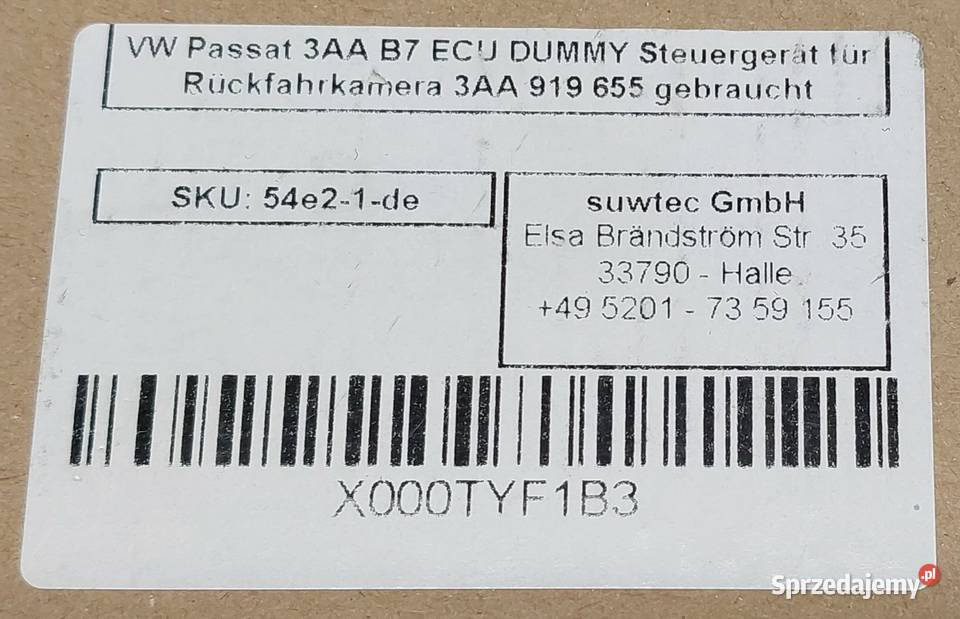 VW Passat 3AA B7 ECU DUMMY Steuergerät für
Rückfahrkamera 3AA 919 655 gebraucht
SKU: 54e2-1-de
suwtec GmbH
Elsa Brändström Str 35
33790 - Halle
+49 5201 - 73 59 155
X000TYF1B3
Sprzedajemy.pl